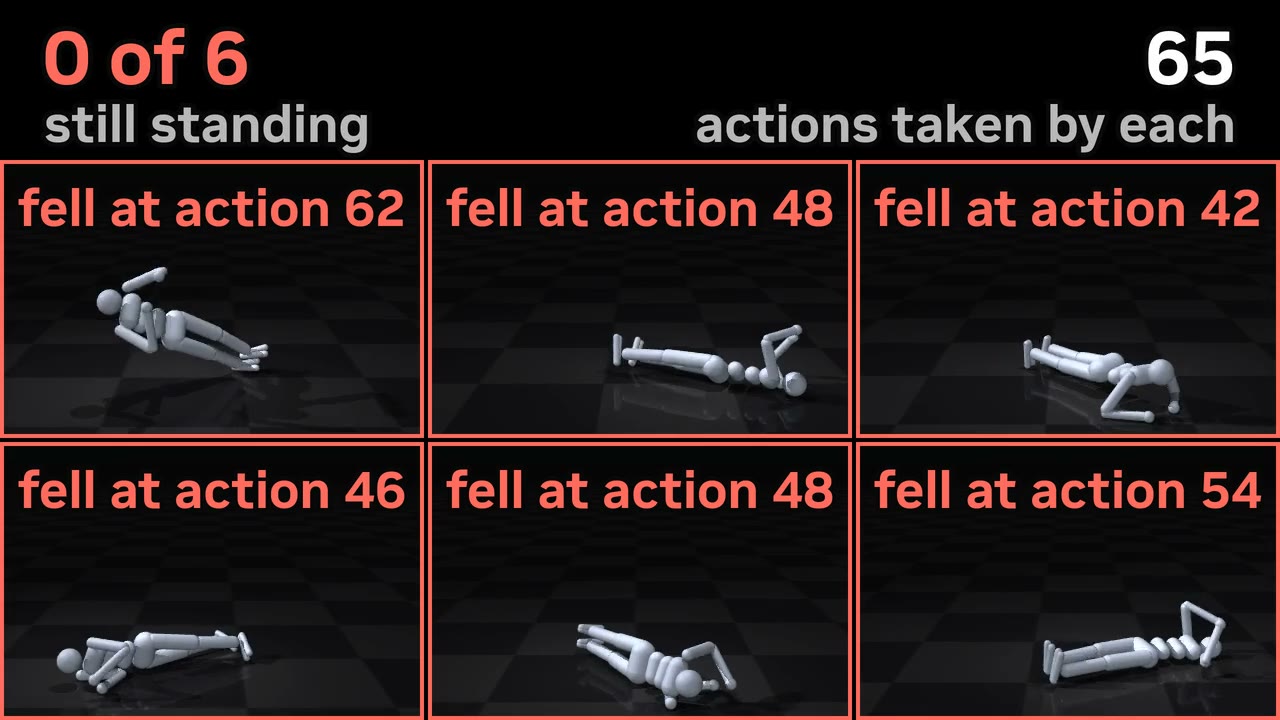 0 of 6
still standing
65
actions taken by each
fell at action 62
fell at action 48
fell at action 42
fell at action 46
fell at action 48
fell at action 54